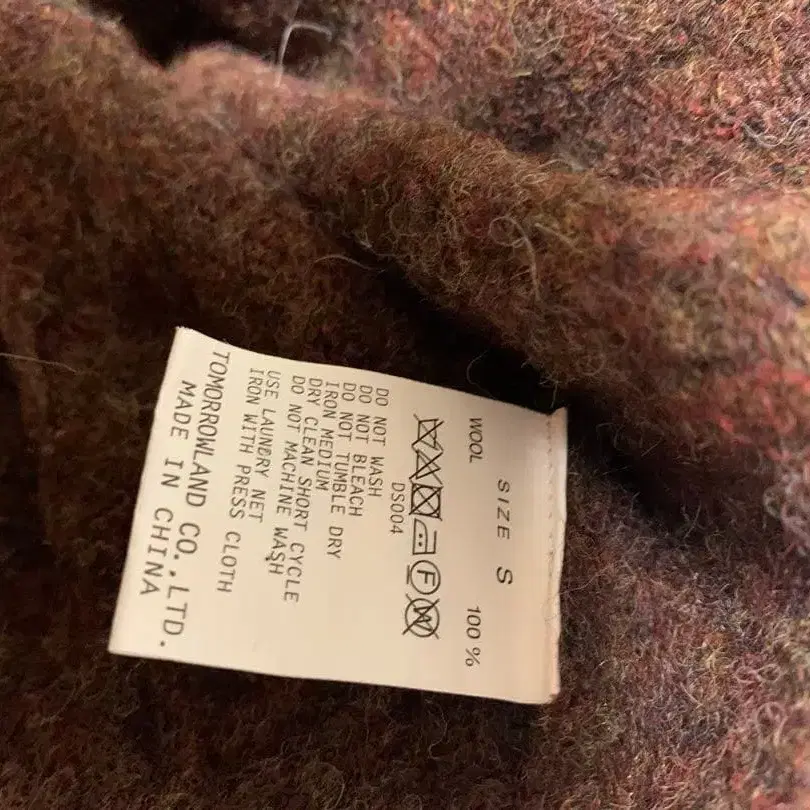 SIZE S
WOOL 100%
F W
DS004
DO NOT WASH
DO NOT BLEACH
DO NOT TUMBLE DRY
IRON MEDIUM
DRY CLEAN SHORT CYCLE
DO NOT MACHINE WASH
USE LAUNDRY NET
IRON WITH PRESS CLOTH
TOMORROWLAND CO.,LTD.
MADE IN CHINA